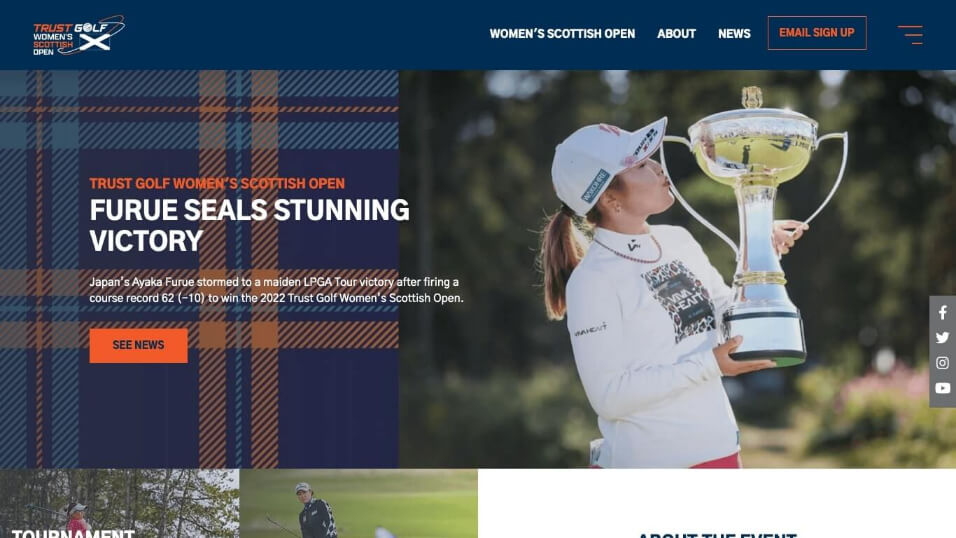 TRUST GOLF
WOMEN'S
SCOTTISH
OPEN
WOMEN'S SCOTTISH OPEN
ABOUT
NEWS
EMAIL SIGN UP
TRUST GOLF WOMEN'S SCOTTISH OPEN
FURUE SEALS STUNNING
VICTORY
Japan's Ayaka Furue stormed to a maiden LPGA Tour victory after firing a
course record 62 (-10) to win the 2022 Trust Golf Women's Scottish Open.
SEE NEWS
VIVA HEART
TOURNAMENT
ABOUT THE EVENT